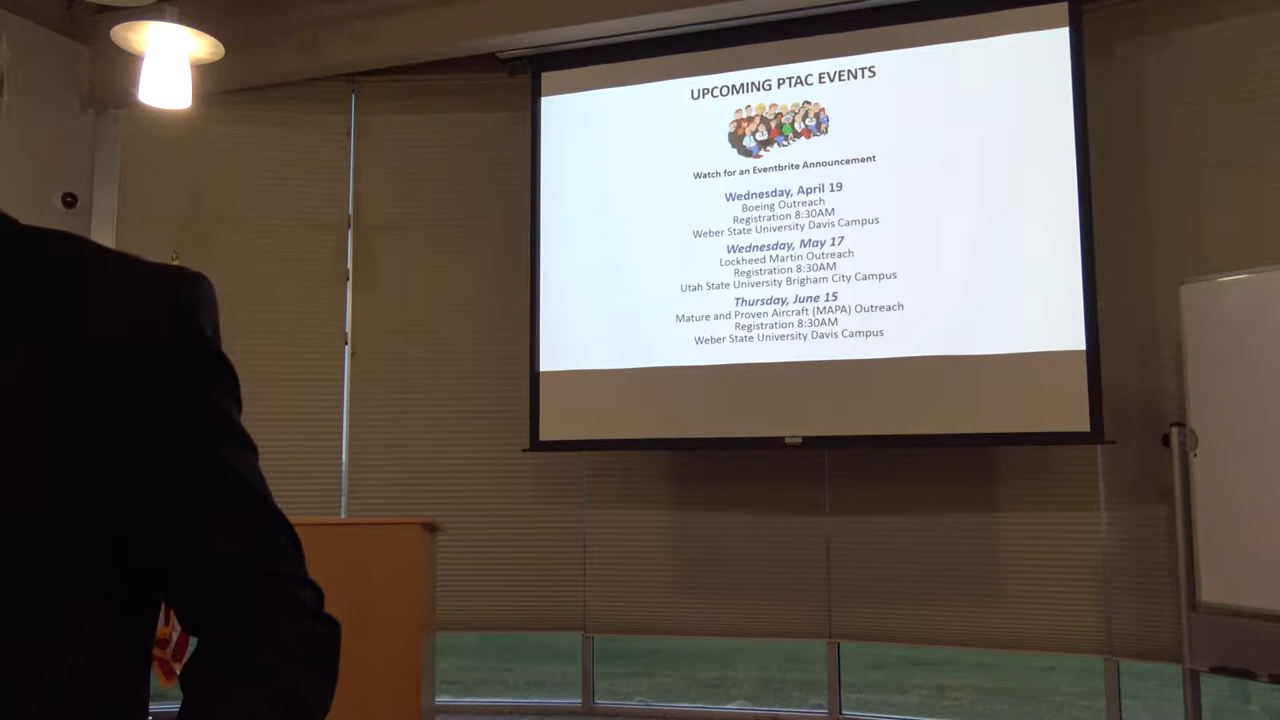 UPCOMING PTAC EVENTS
Watch for an Eventbrite Announcement
Wednesday, April 19
Boeing Outreach
Registration 8:30AM
Weber State University Davis Campus
Wednesday, May 17
Lockheed Martin Outreach
Registration 8:30AM
Utah State University Brigham City Campus
Thursday, June 15
Mature and Proven Aircraft (MAPA) Outreach
Registration 8:30AM
Weber State University Davis Campus